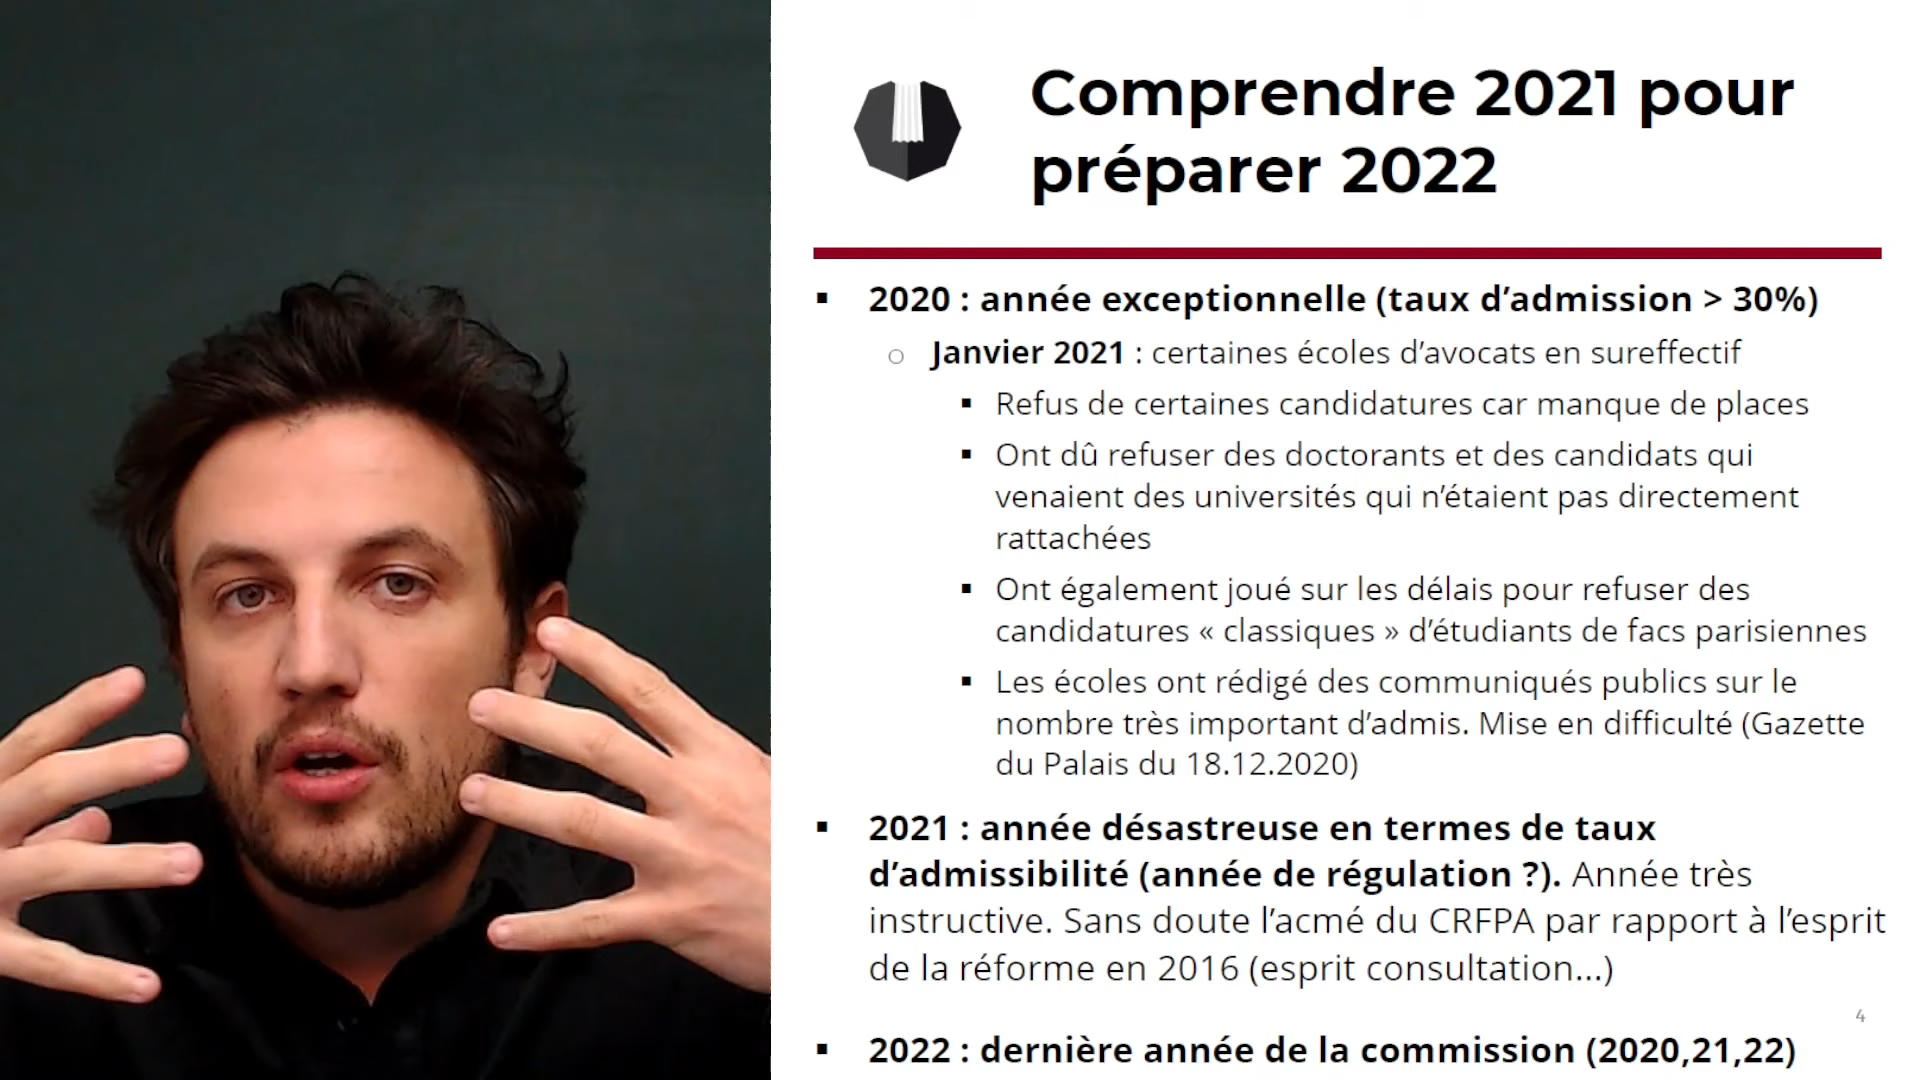 Comprendre 2021 pour
préparer 2022
▪ 2020 : année exceptionnelle (taux d’admission > 30%)
○ Janvier 2021 : certaines écoles d’avocats en sureffectif
▪ Refus de certaines candidatures car manque de places
▪ Ont dû refuser des doctorants et des candidats qui
venaient des universités qui n’étaient pas directement
rattachées
▪ Ont également joué sur les délais pour refuser des
candidatures « classiques » d’étudiants de facs parisiennes
▪ Les écoles ont rédigé des communiqués publics sur le
nombre très important d’admis. Mise en difficulté (Gazette
du Palais du 18.12.2020)
▪ 2021 : année désastreuse en termes de taux
d’admissibilité (année de régulation ?). Année très
instructive. Sans doute l’acmé du CRFPA par rapport à l’esprit
de la réforme en 2016 (esprit consultation…)
4
▪ 2022 : dernière année de la commission (2020,21,22)